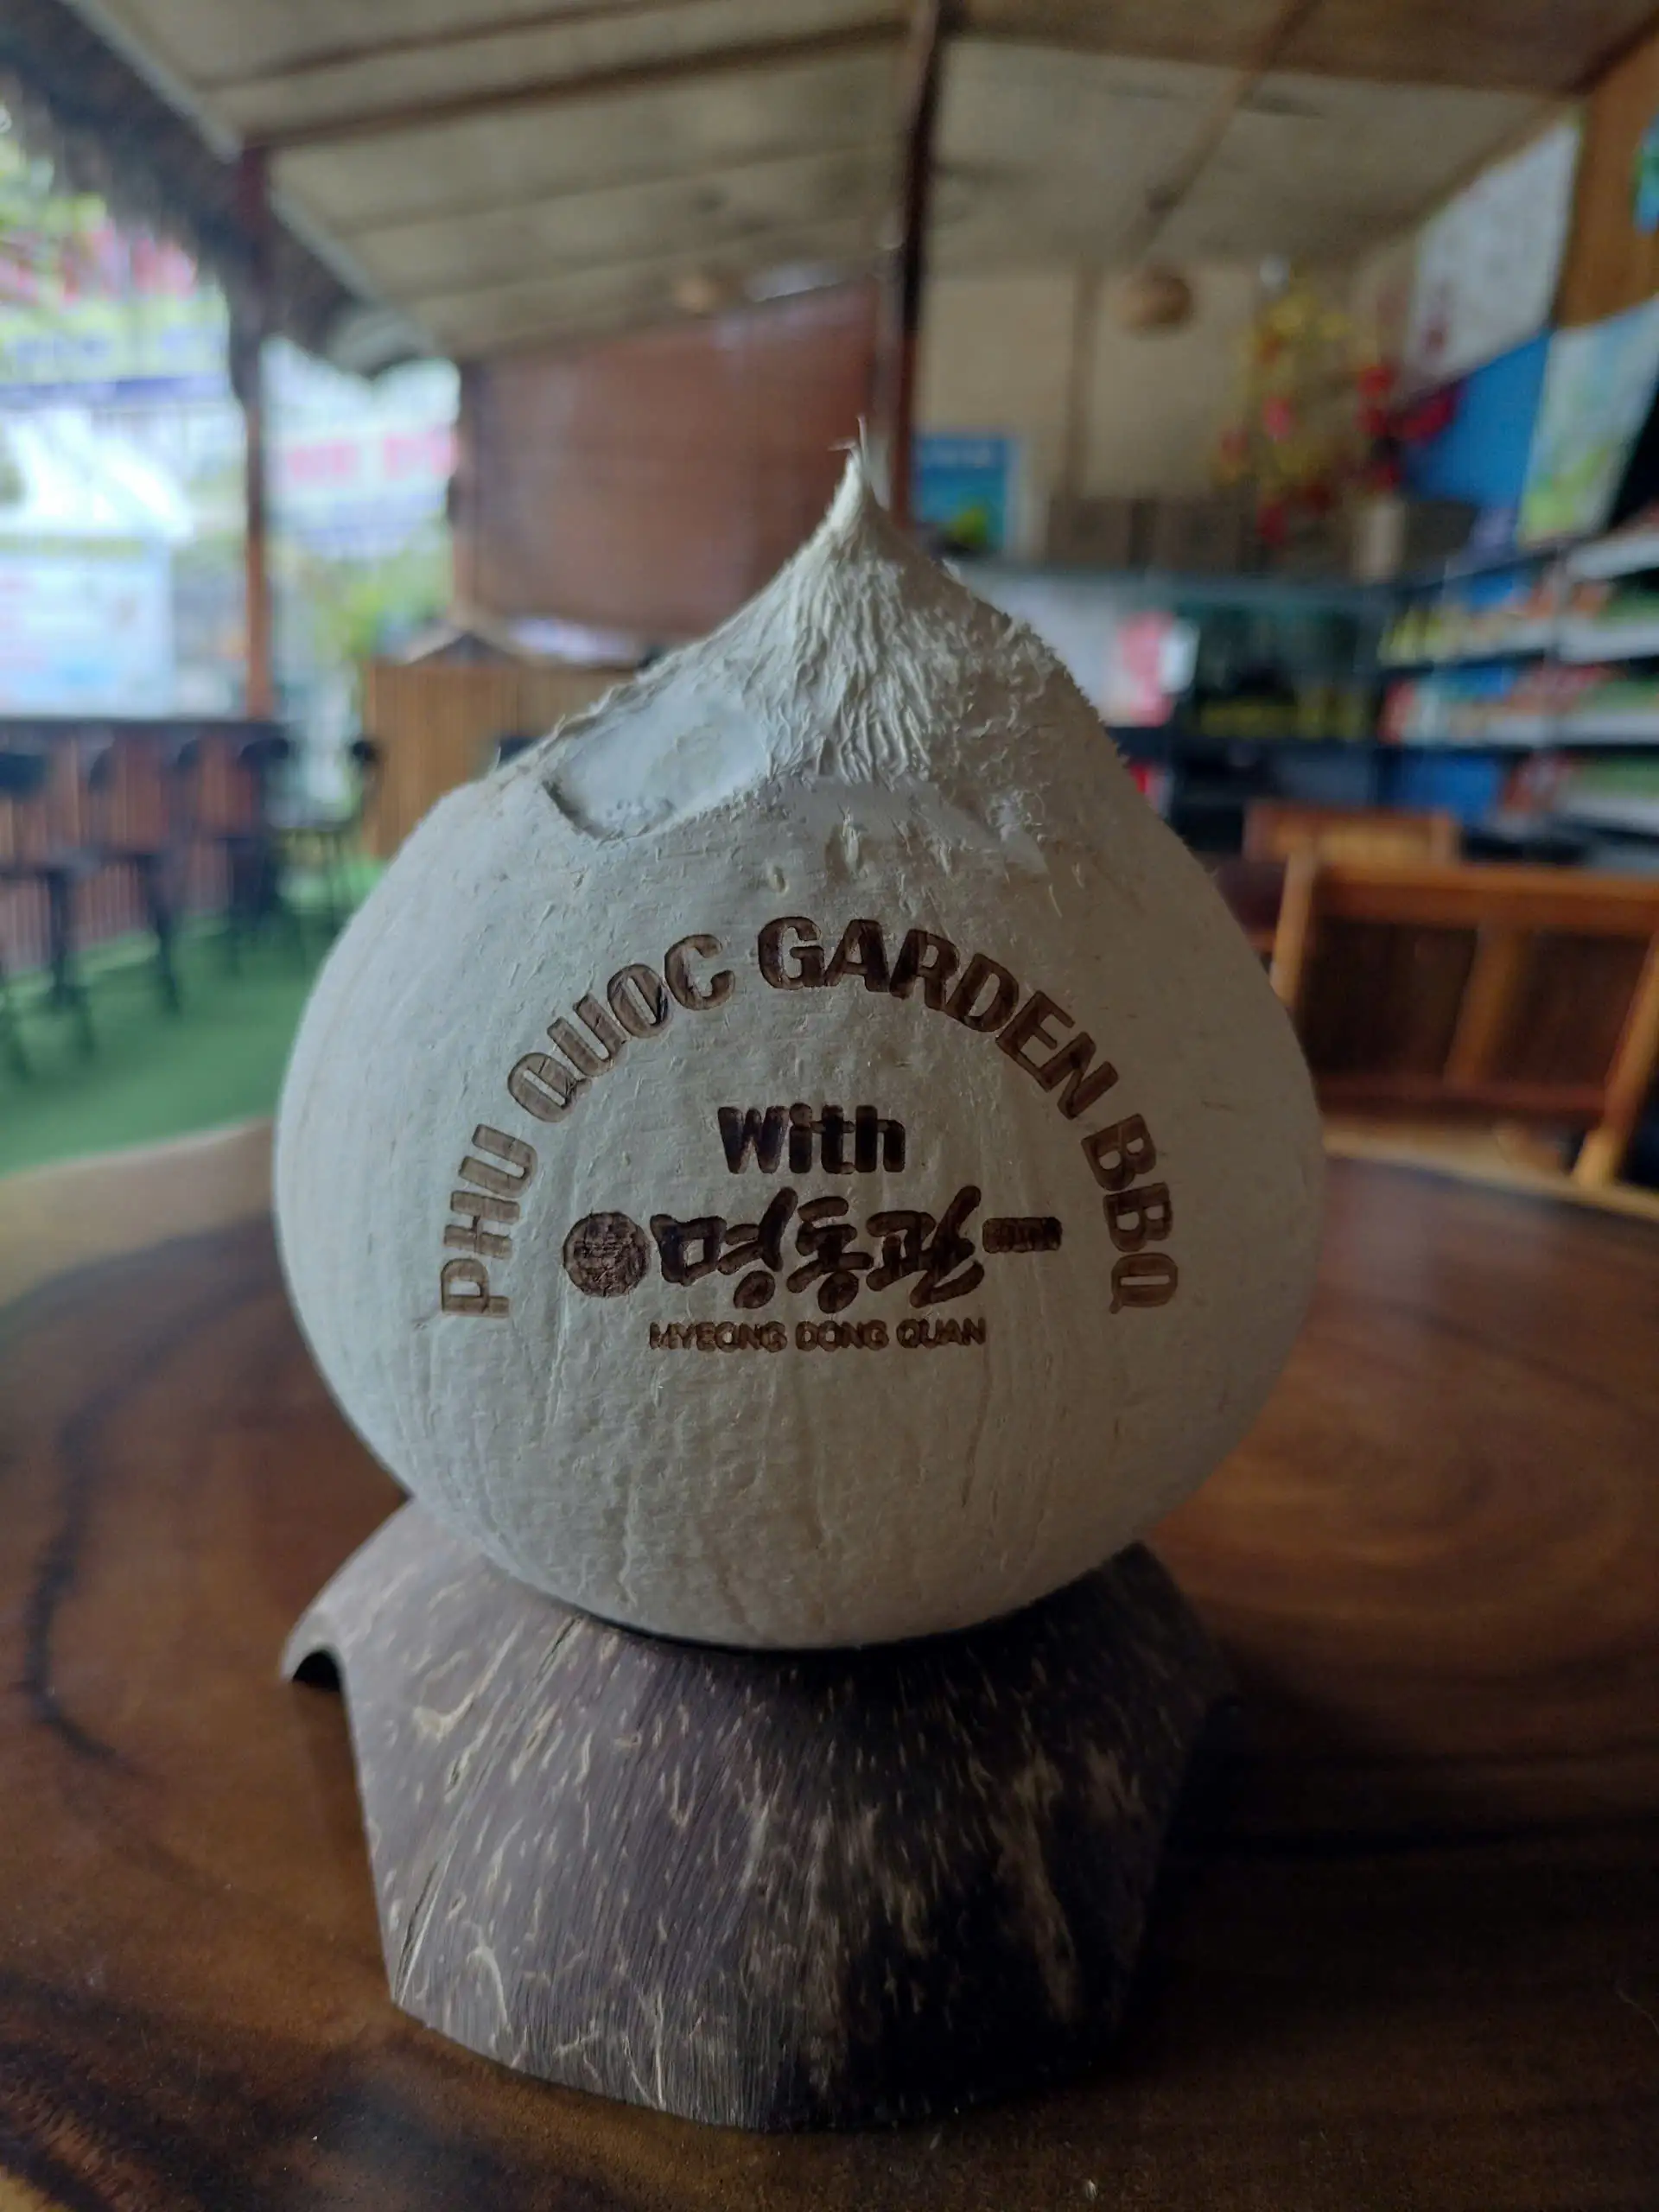 PHU QUOC GARDEN BBQ
With
명동관
MYEONG DONG QUAN